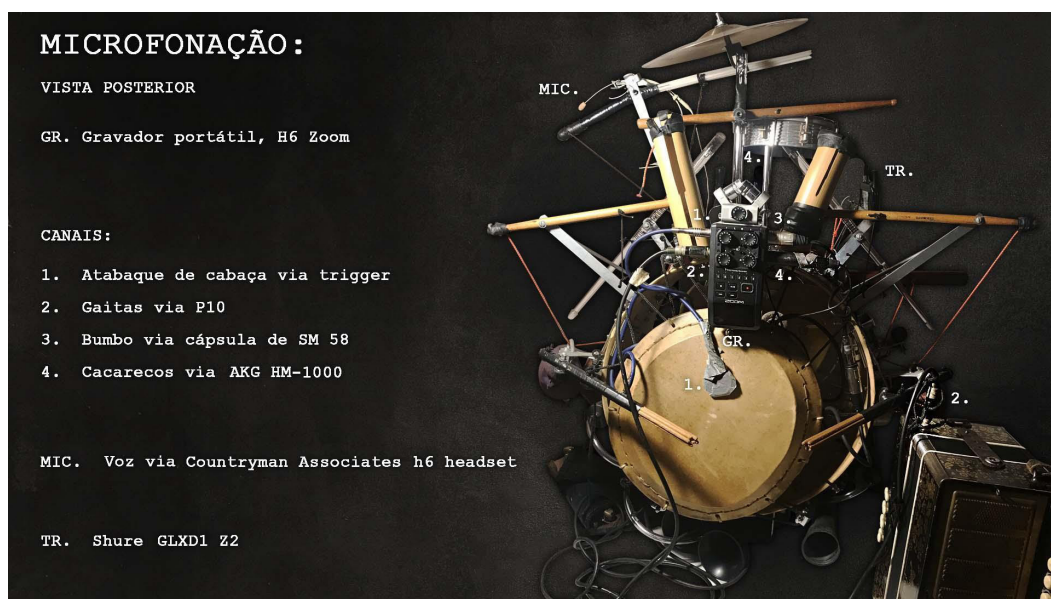 MICROFONAÇÃO:
VISTA POSTERIOR
GR. Gravador portátil, H6 Zoom
CANAIS:
1. Atabaque de cabaça via trigger
2. Gaitas via P10
3. Bumbo via cápsula de SM 58
4. Cacarecos via AKG HM-1000
MIC. Voz via Countryman Associates h6 headset
TR. Shure GLXD1 Z2
MIC.
4.
TR.
1.
3.
2.
4.
zoom
GR.
1.
2.